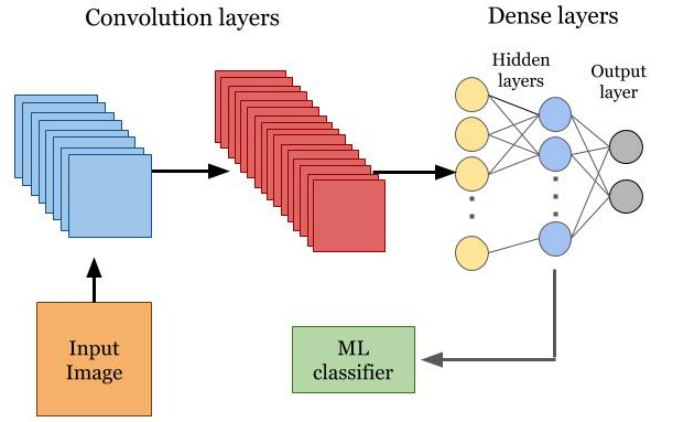 Convolution layers
Dense layers
Hidden
layers
Output
layer
Input
Image
ML
classifier